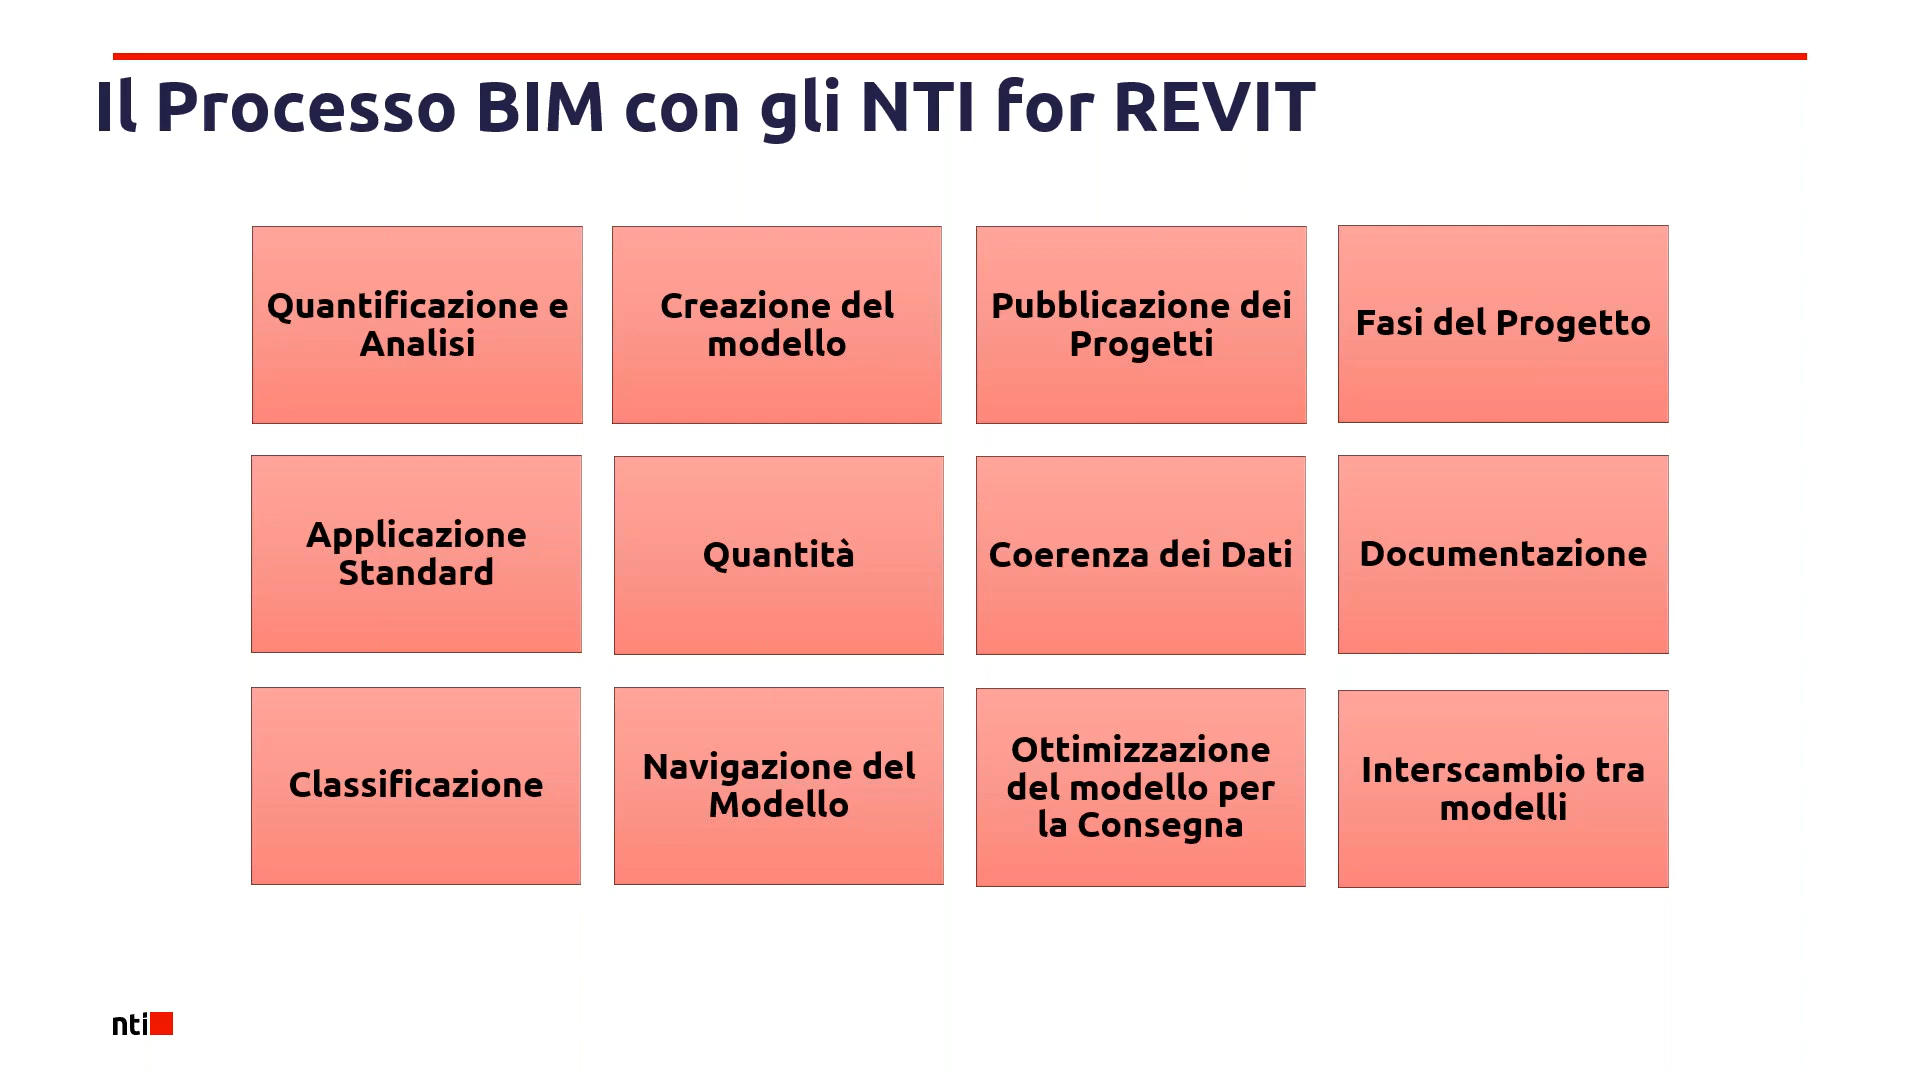 Il Processo BIM con gli NTI for REVIT
Quantificazione e
Analisi
Creazione del
modello
Pubblicazione dei
Progetti
Fasi del Progetto
Applicazione
Standard
Quantità
Coerenza dei Dati
Documentazione
Classificazione
Navigazione del
Modello
Ottimizzazione
del modello per
la Consegna
Interscambio tra
modelli
nti